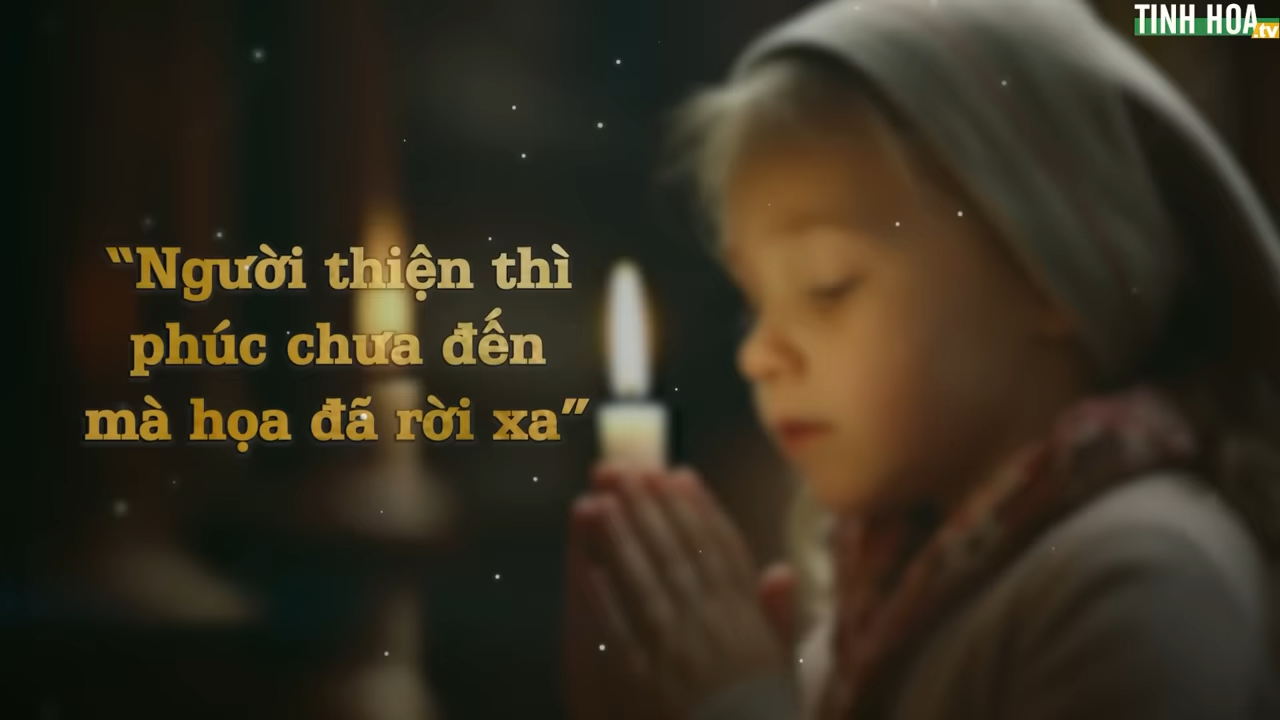 TINH HOA
.tv
“Người thiện thì
phúc chưa đến
mà họa đã rời xa”